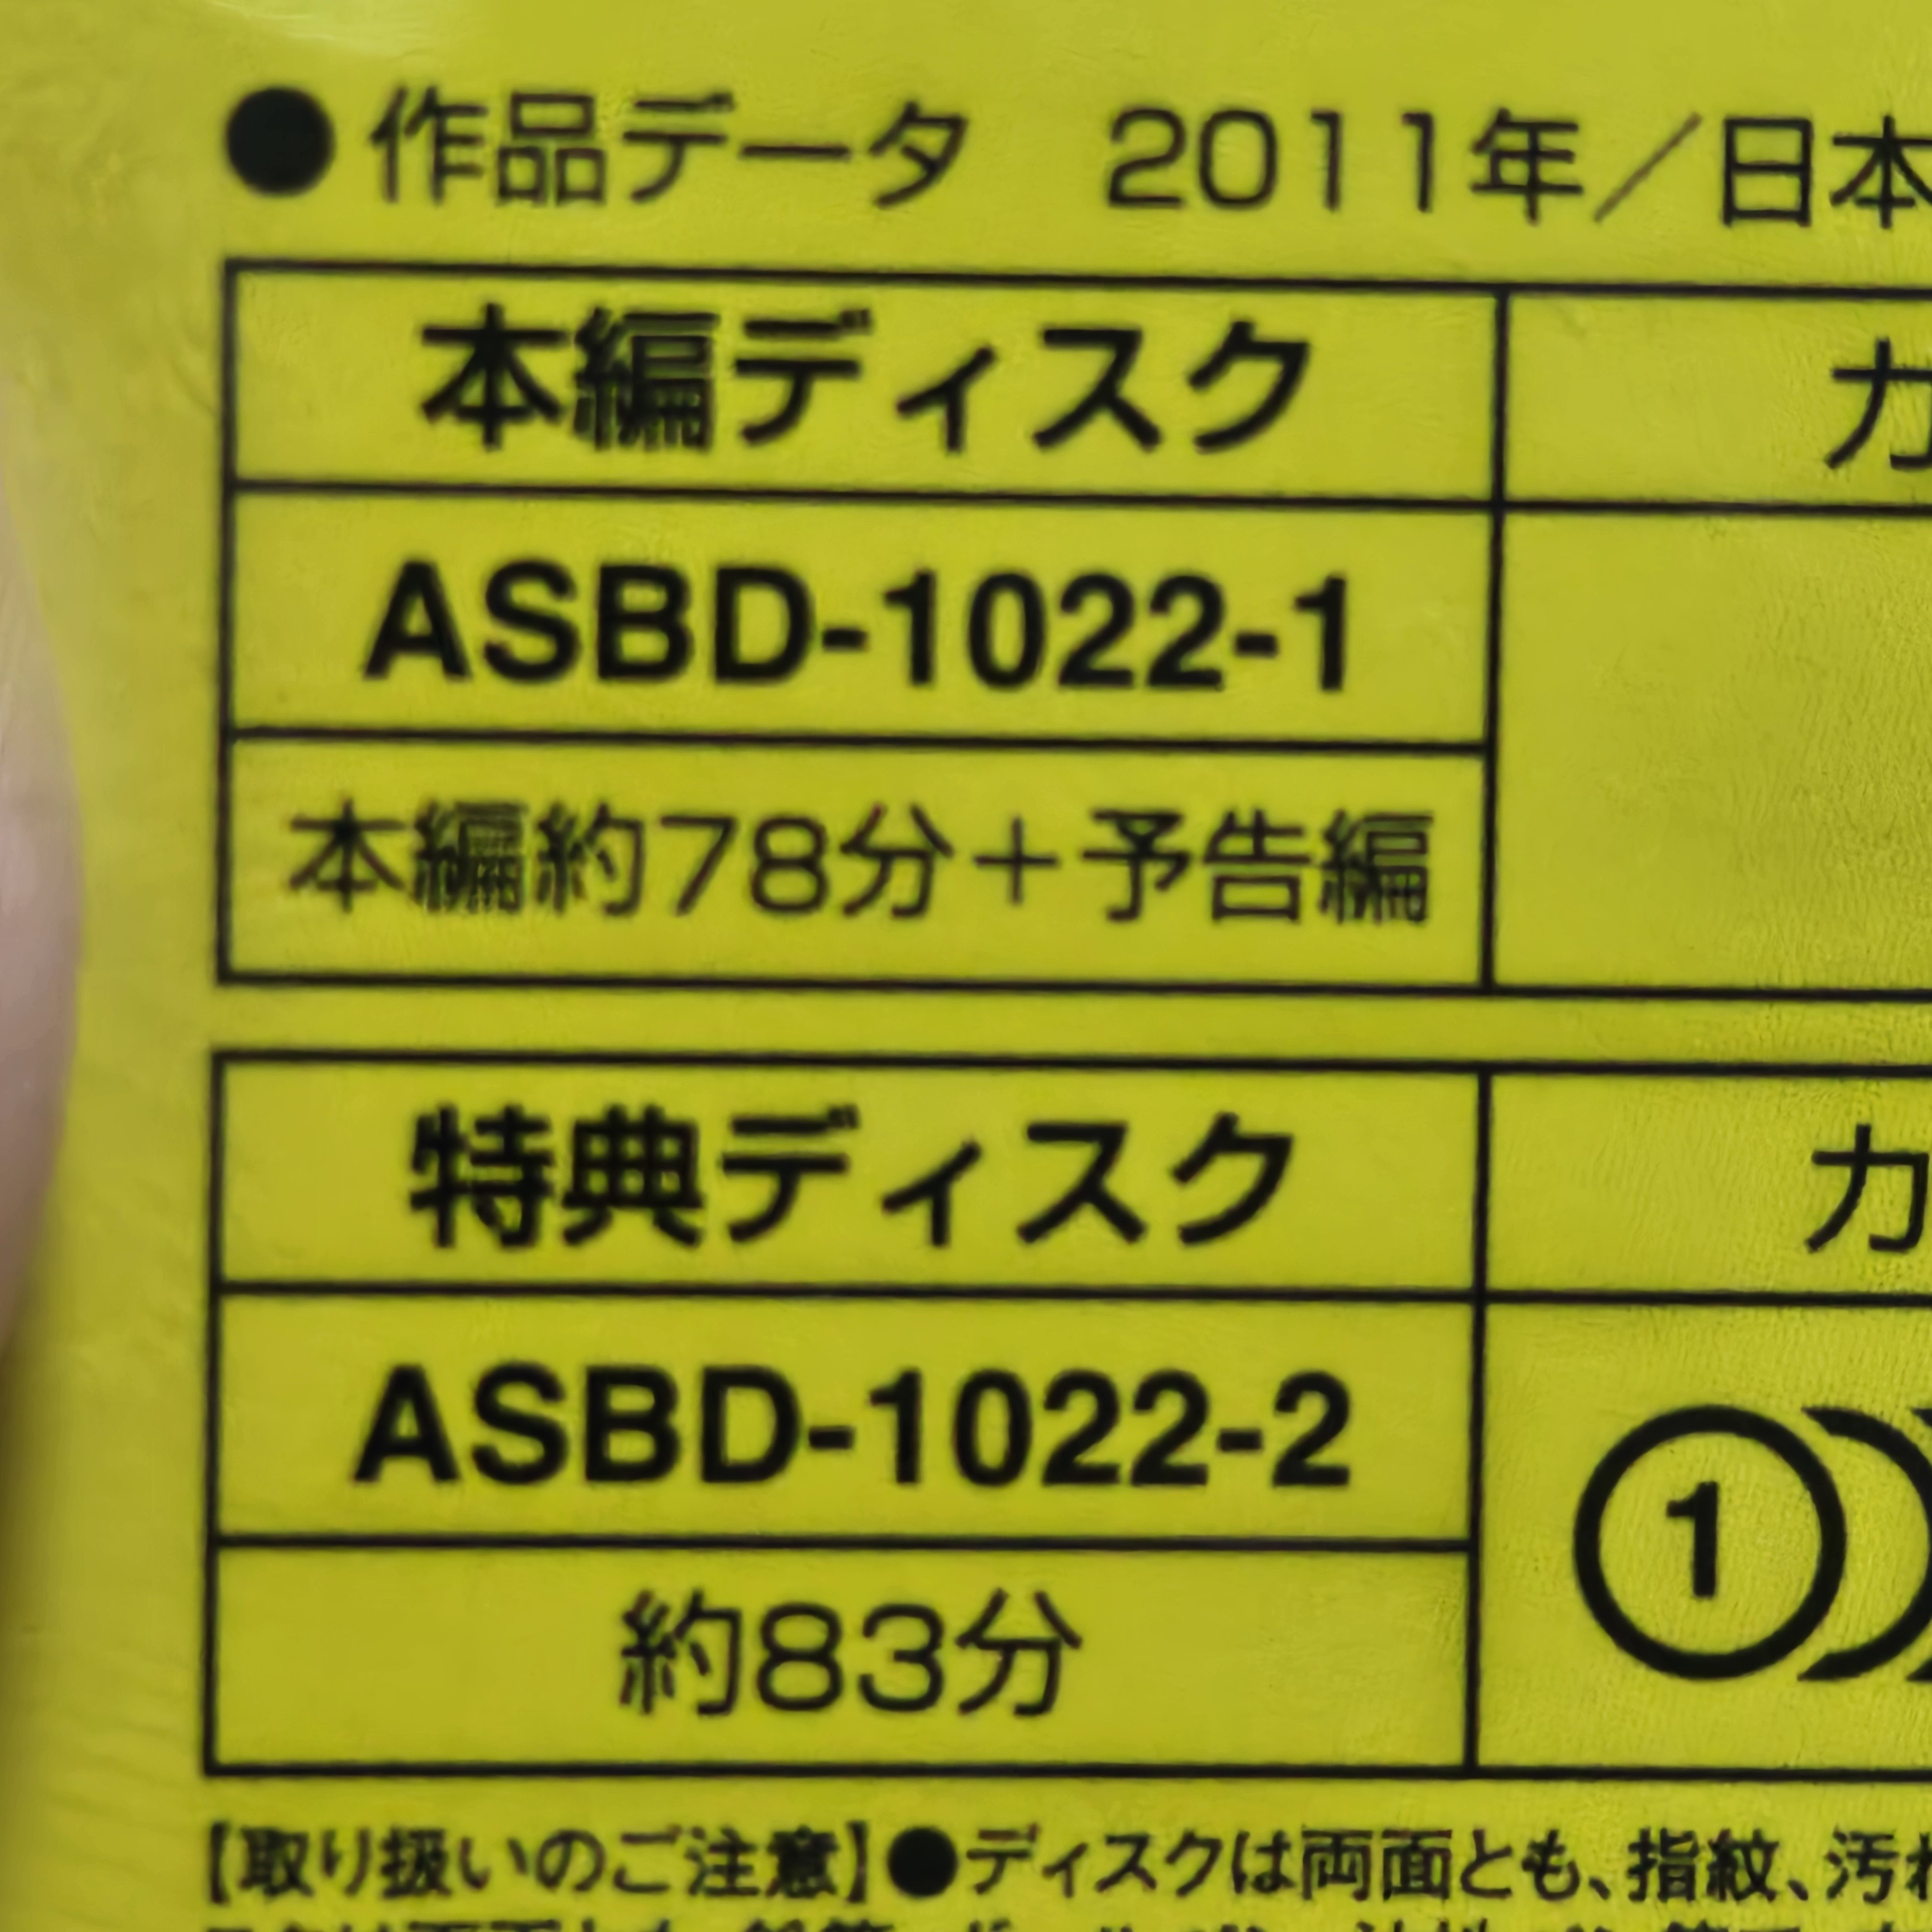 ●作品データ　2011年／日本
本編ディスク
カ
ASBD-1022-1
本編約78分＋予告編
特典ディスク
カ
ASBD-1022-2
1
約83分
【取り扱いのご注意】●ディスクは両面とも、指紋、汚れ